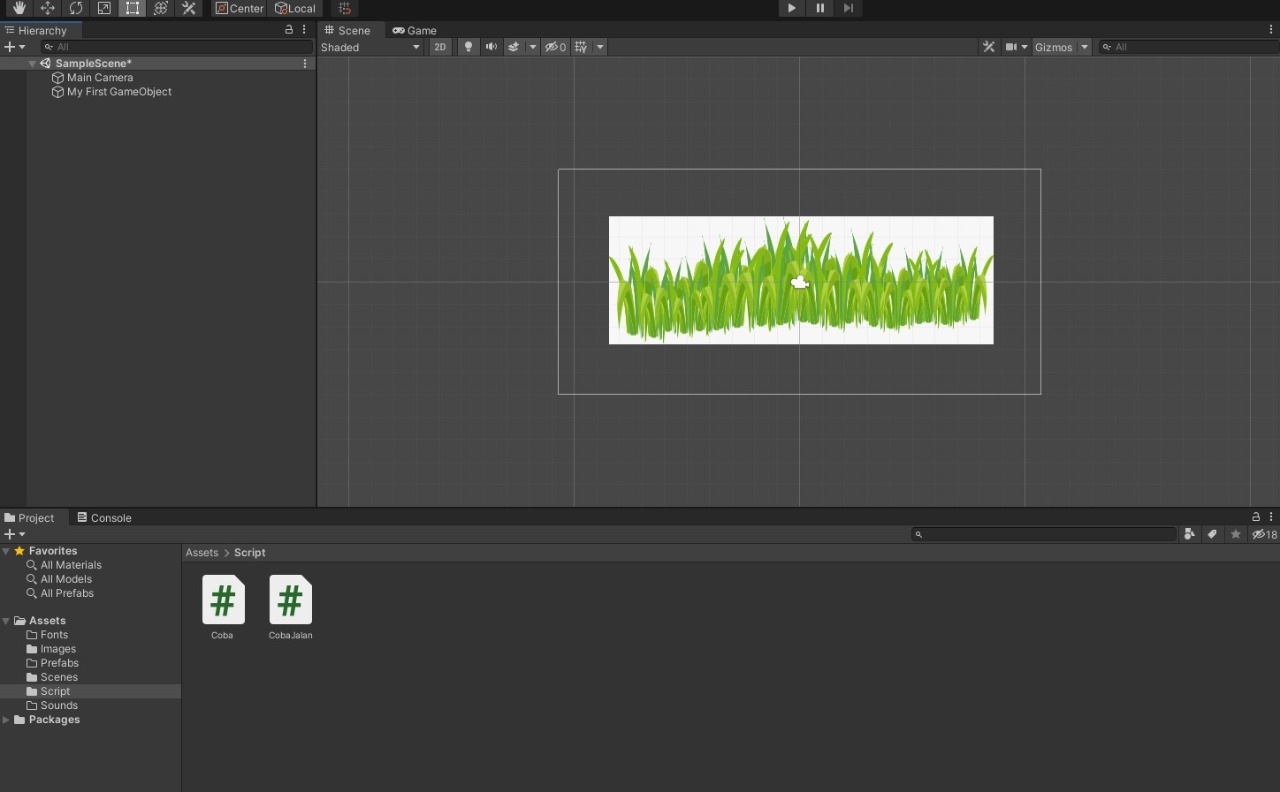 Center Local
Hierarchy
All
SampleScene*
Main Camera
My First GameObject
Scene Game
Shaded 2D 0 Gizmos All
Project Console
18
Favorites
All Materials
All Models
All Prefabs
Assets
Fonts
Images
Prefabs
Scenes
Script
Sounds
Packages
Assets > Script
Coba CobaJalan